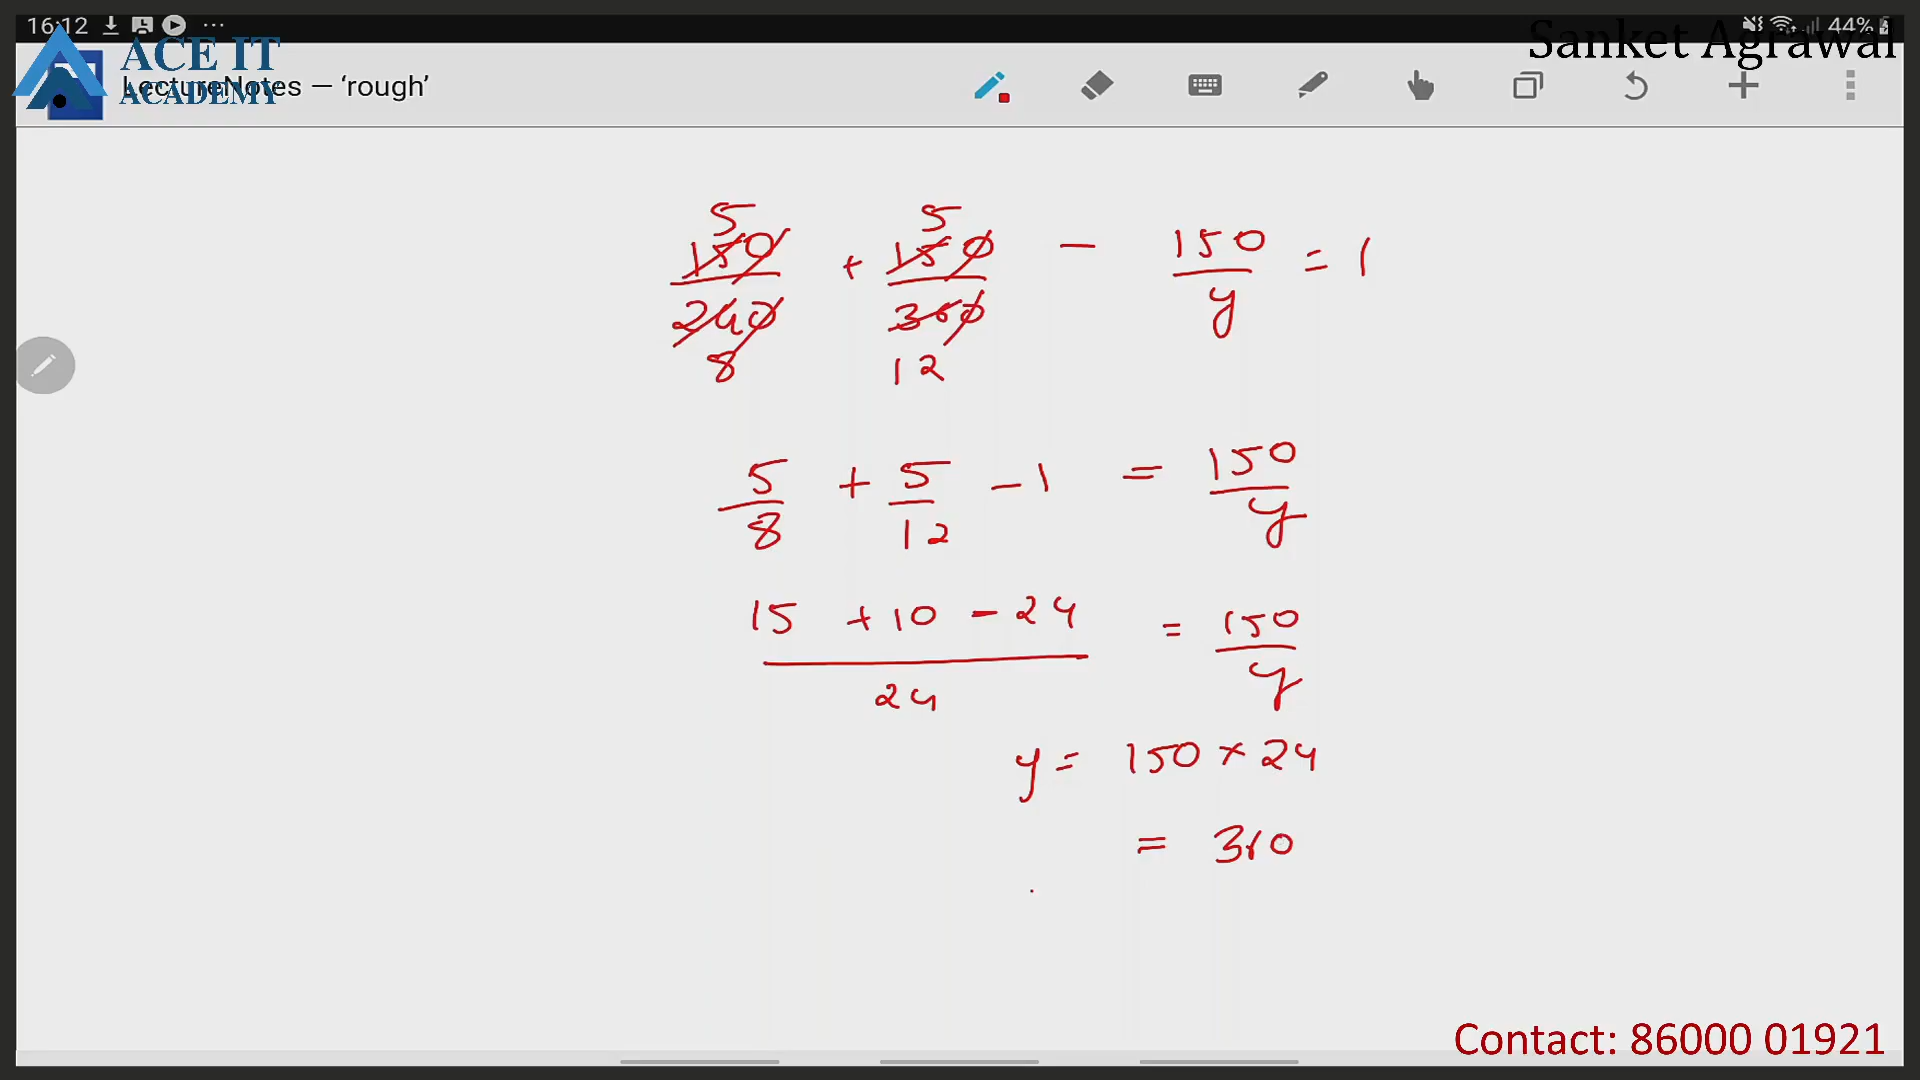 16:12 ... 44%
Sanket Agrawal
ACE IT
ACADEMY
LectureNotes — ‘rough’
5 5
150/240 + 150/360 − 150/y = 1
8 12
5/8 + 5/12 − 1 = 150/y
15 + 10 − 24 / 24 = 150/y
y = 150 × 24
= 360
Contact: 86000 01921